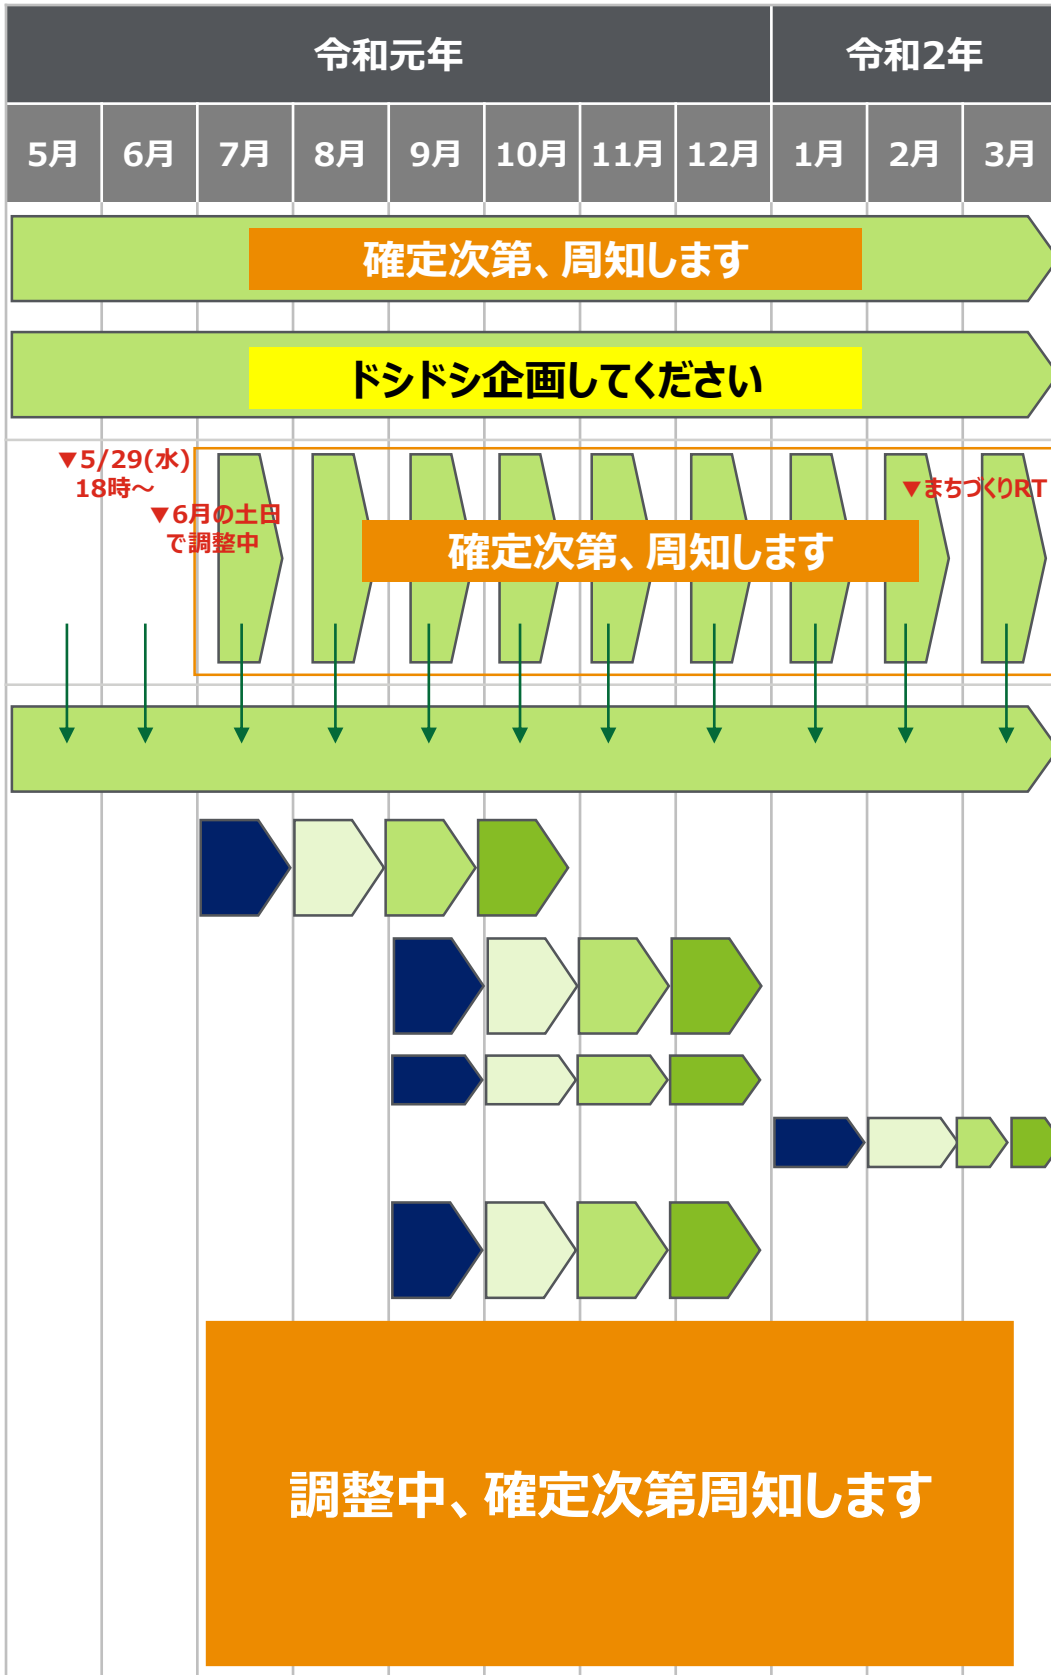 令和元年 令和2年
5月 6月 7月 8月 9月 10月 11月 12月 1月 2月 3月
確定次第、周知します
ドシドシ企画してください
▼5/29(水)
18時～
▼6月の土日
で調整中
▼まちづくりRT
確定次第、周知します
調整中、確定次第周知します